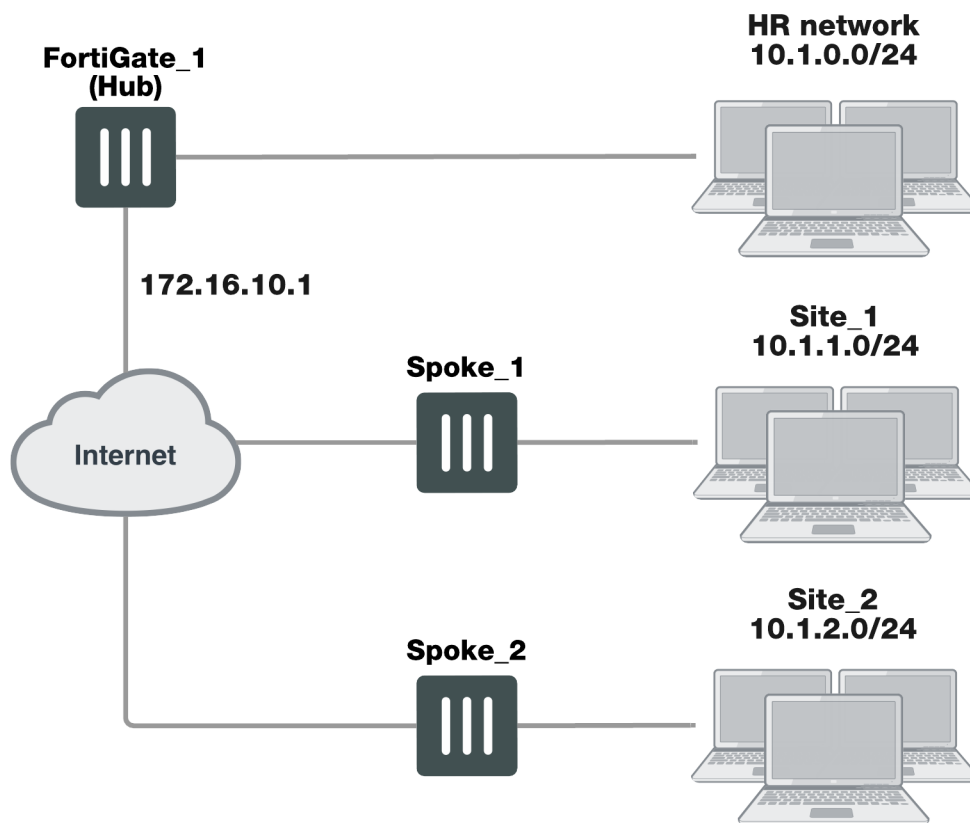 HR network
10.1.0.0/24
FortiGate_1
(Hub)
172.16.10.1
Site_1
10.1.1.0/24
Spoke_1
Internet
Site_2
10.1.2.0/24
Spoke_2